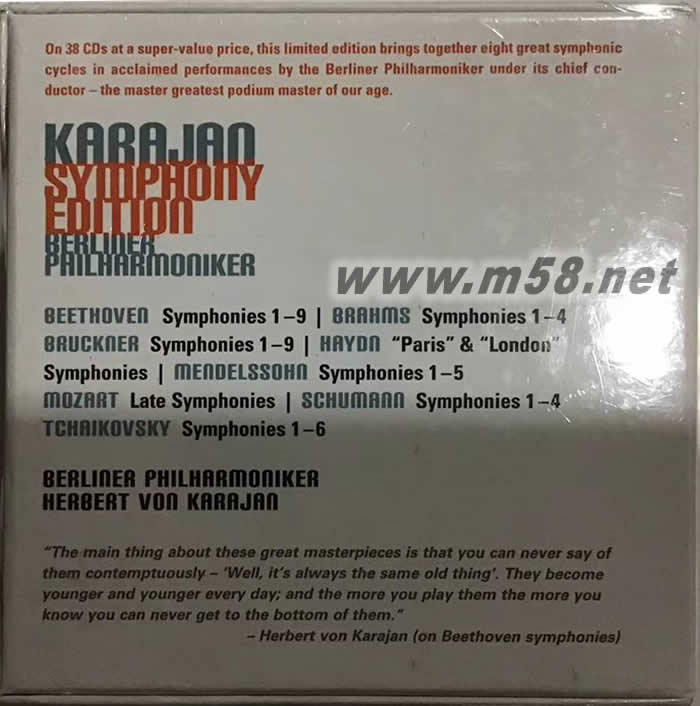 On 38 CDs at a super-value price, this limited edition brings together eight great symphonic
cycles in acclaimed performances by the Berliner Philharmoniker under its chief con-
ductor – the master greatest podium master of our age.
KARAJAN
SYMPHONY
EDITION
BERLINER
PHILHARMONIKER
www.m58.net
BEETHOVEN Symphonies 1–9 | BRAHMS Symphonies 1–4
BRUCKNER Symphonies 1–9 | HAYDN “Paris” & “London”
Symphonies | MENDELSSOHN Symphonies 1–5
MOZART Late Symphonies | SCHUMANN Symphonies 1–4
TCHAIKOVSKY Symphonies 1–6
BERLINER PHILHARMONIKER
HERBERT VON KARAJAN
“The main thing about these great masterpieces is that you can never say of
them contemptuously – ‘Well, it’s always the same old thing’. They become
younger and younger every day; and the more you play them the more you
know you can never get to the bottom of them.”
– Herbert von Karajan (on Beethoven symphonies)